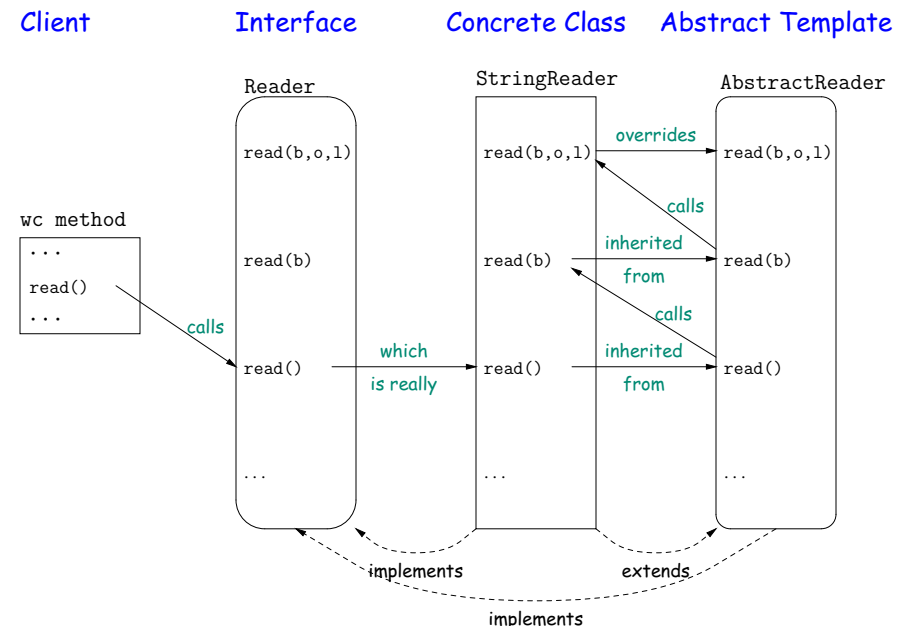 Client Interface Concrete Class Abstract Template
Reader StringReader AbstractReader
overrides
read(b,o,l) read(b,o,l) read(b,o,l)
calls
wc method
...
inherited
read(b) read(b) read(b)
from
read()
...
calls
calls
which inherited
read() read() read()
is really from
... ... ...
implements extends
implements